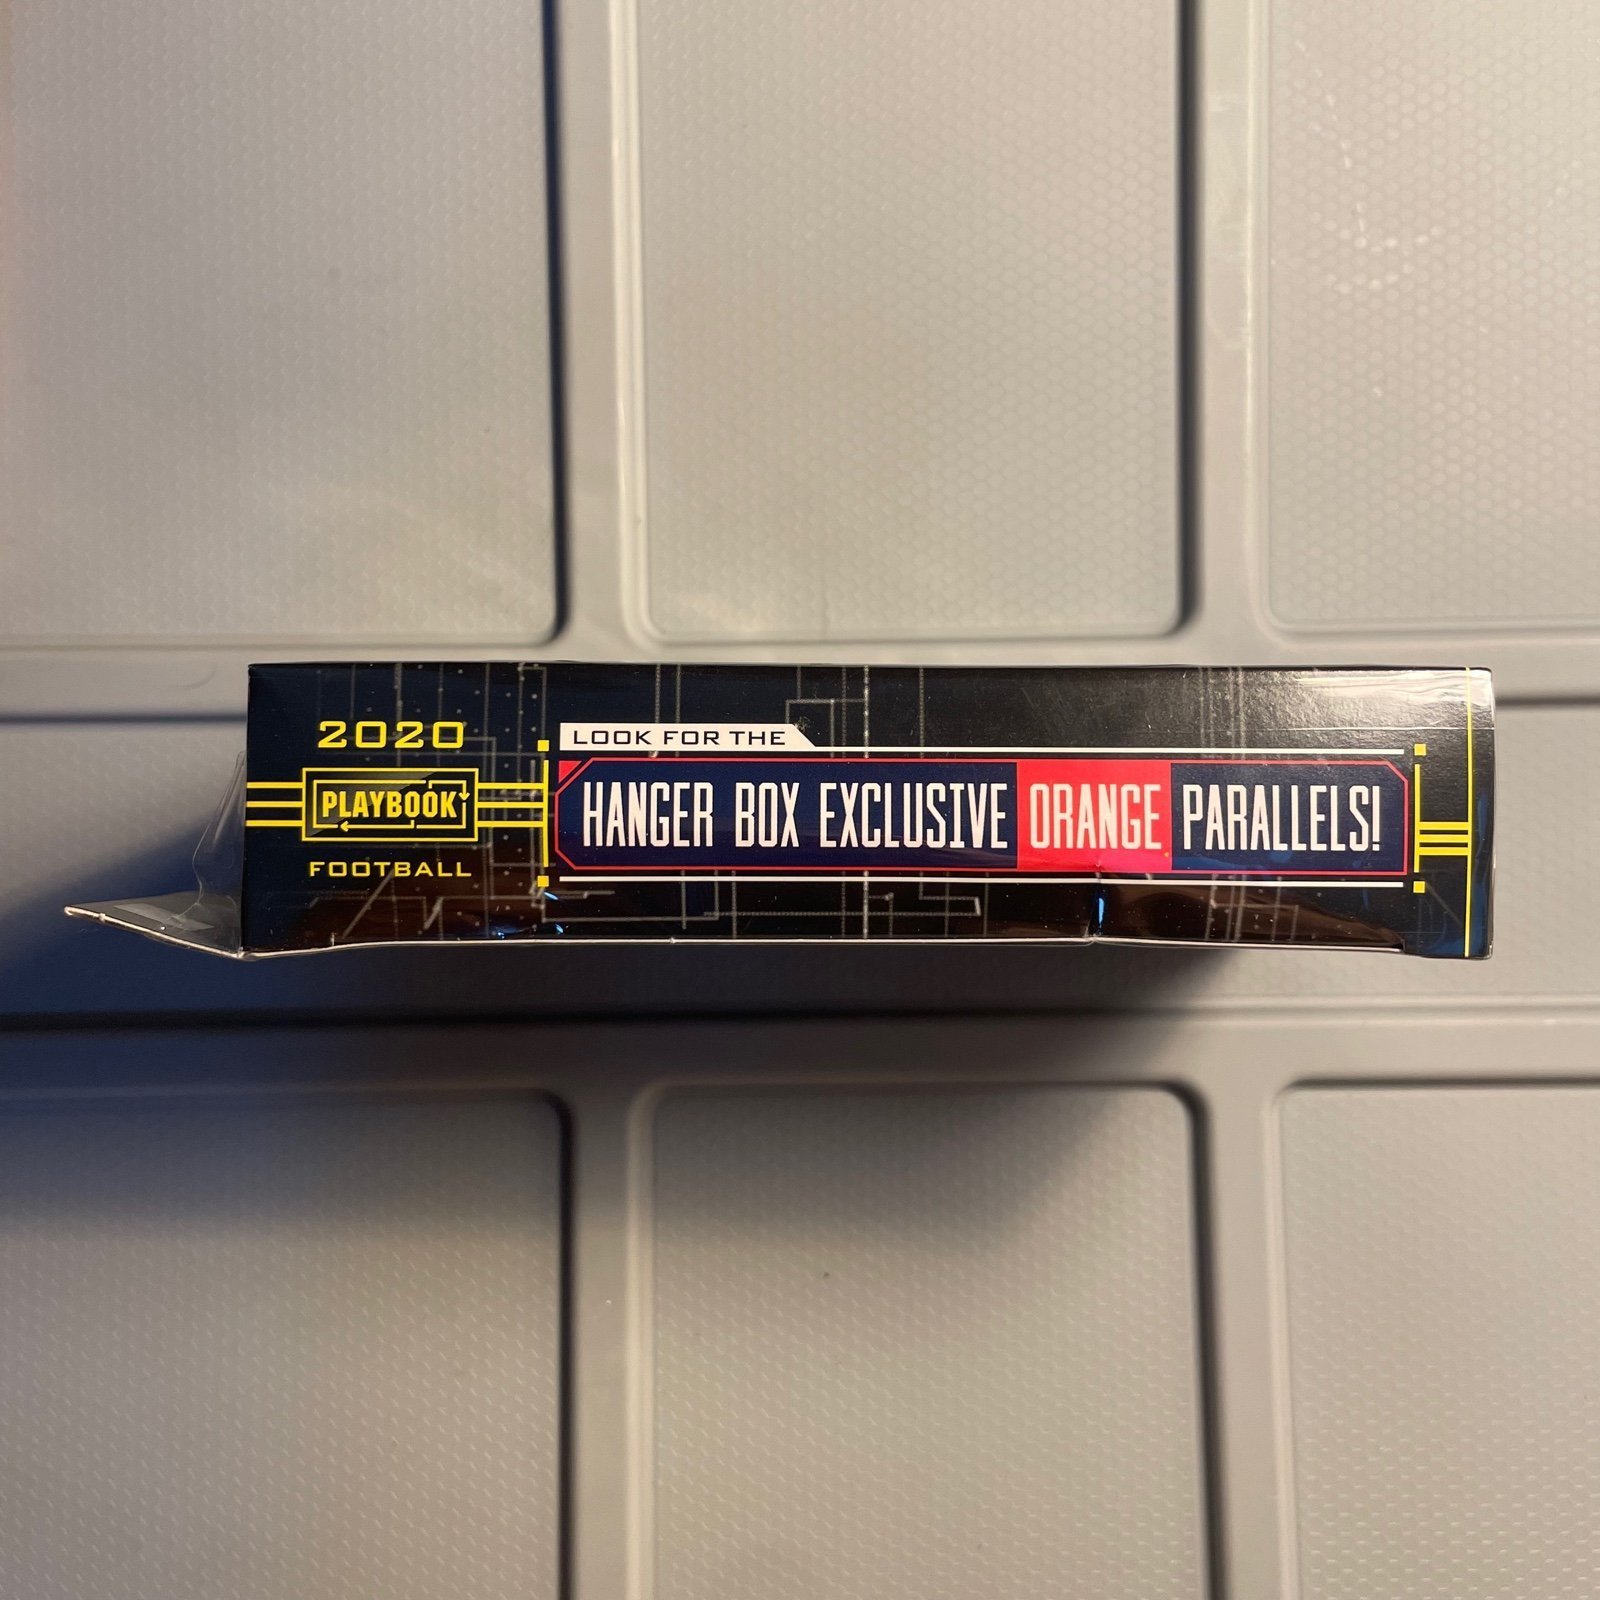 2020
PLAYBOOK
FOOTBALL
LOOK FOR THE
HANGER BOX EXCLUSIVE ORANGE PARALLELS!